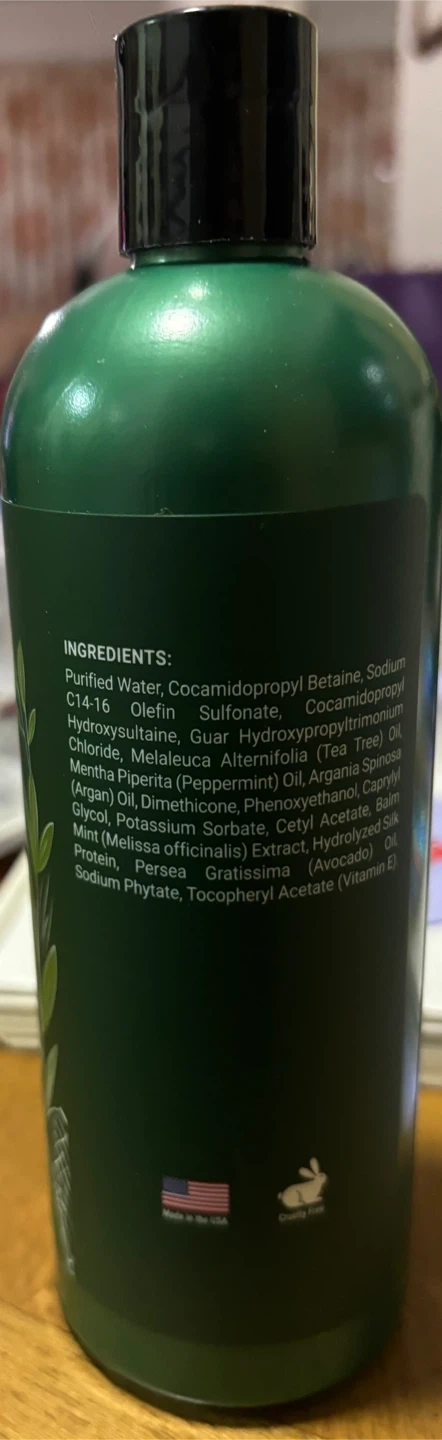 INGREDIENTS:
Purified Water, Cocamidopropyl Betaine, Sodium
C14-16 Olefin Sulfonate, Cocamidopropyl
Hydroxysultaine, Guar Hydroxypropyltrimonium
Chloride, Melaleuca Alternifolia (Tea Tree) Oil,
Mentha Piperita (Peppermint) Oil, Argania Spinosa
(Argan) Oil, Dimethicone, Phenoxyethanol, Caprylyl
Glycol, Potassium Sorbate, Cetyl Acetate, Balm
Mint (Melissa officinalis) Extract, Hydrolyzed Silk
Protein, Persea Gratissima (Avocado) Oil,
Sodium Phytate, Tocopheryl Acetate (Vitamin E)
Made in the USA
Cruelty Free